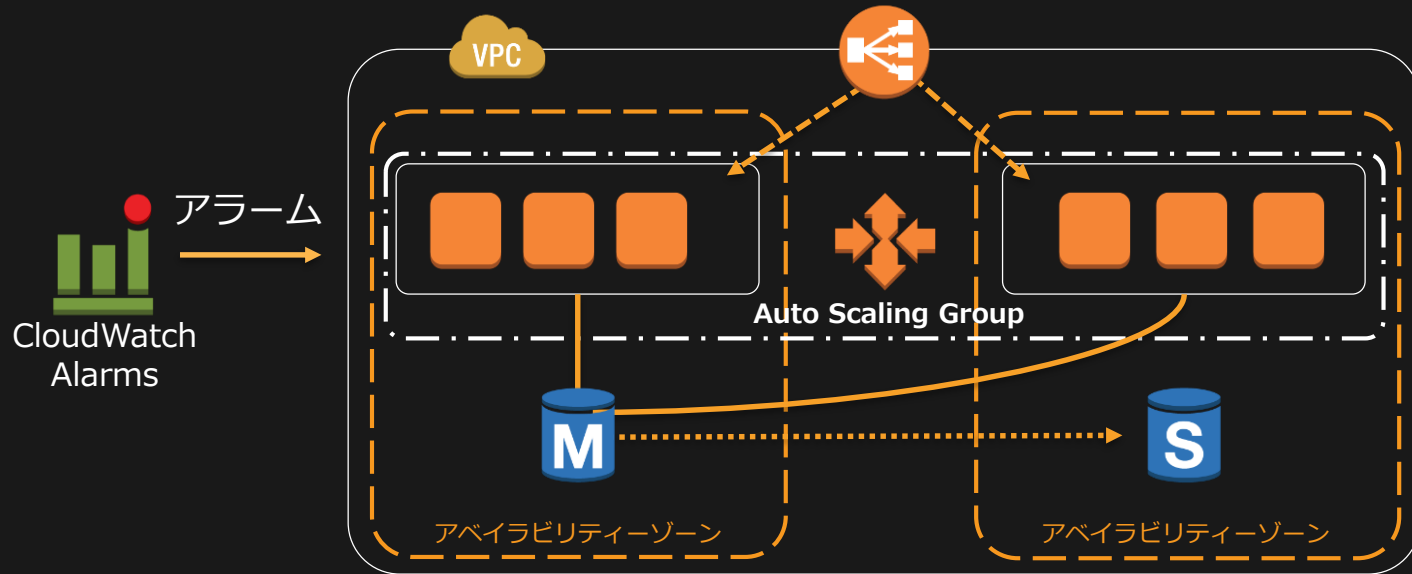 VPC
アラーム
CloudWatch
Alarms
Auto Scaling Group
M
S
アベイラビリティーゾーン
アベイラビリティーゾーン